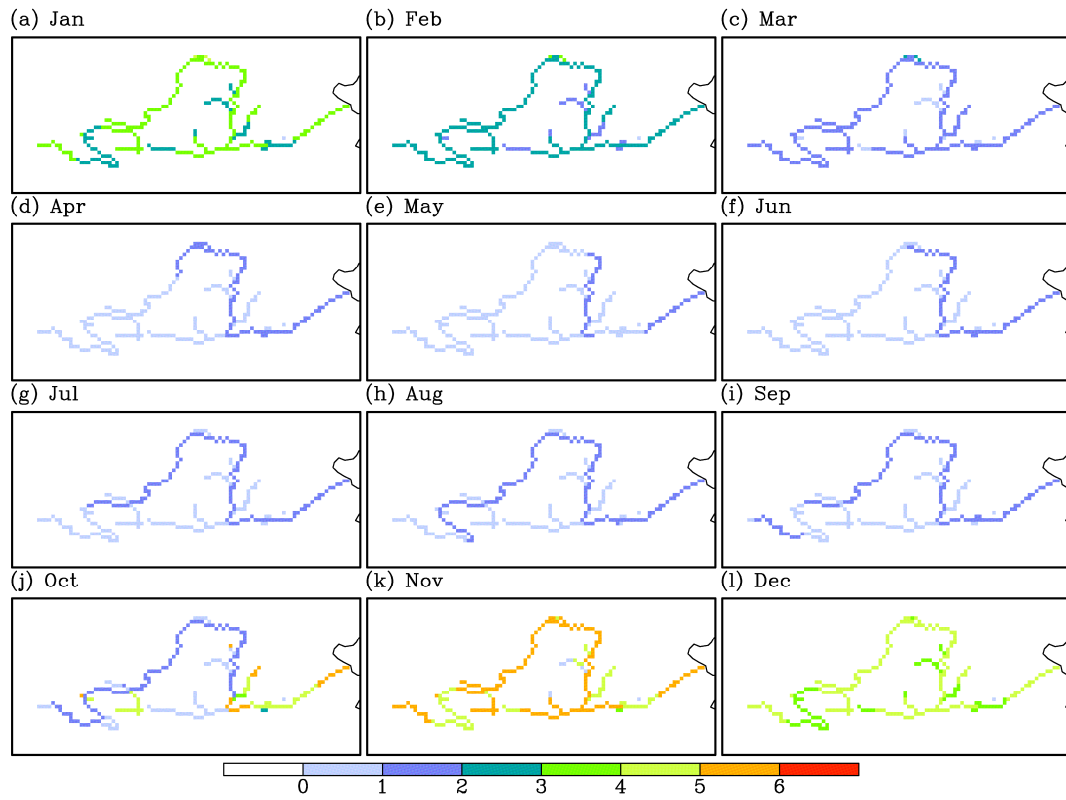 (a) Jan
(b) Feb
(c) Mar
(d) Apr
(e) May
(f) Jun
(g) Jul
(h) Aug
(i) Sep
(j) Oct
(k) Nov
(l) Dec
0 1 2 3 4 5 6